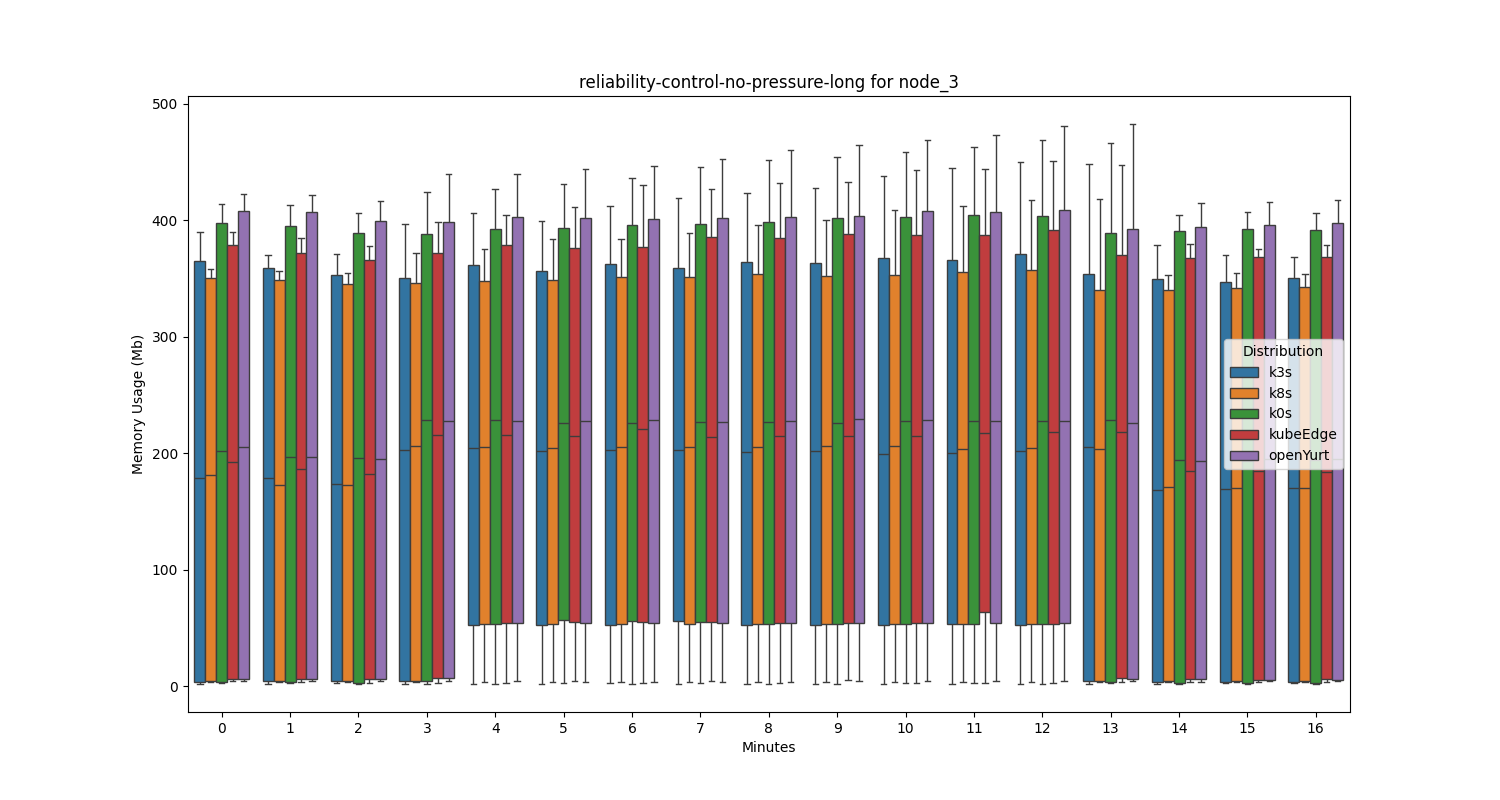 reliability-control-no-pressure-long for node_3
Memory Usage (Mb)
500
400
300
200
100
0
Distribution
k3s
k8s
k0s
kubeEdge
openYurt
0 1 2 3 4 5 6 7 8 9 10 11 12 13 14 15 16
Minutes